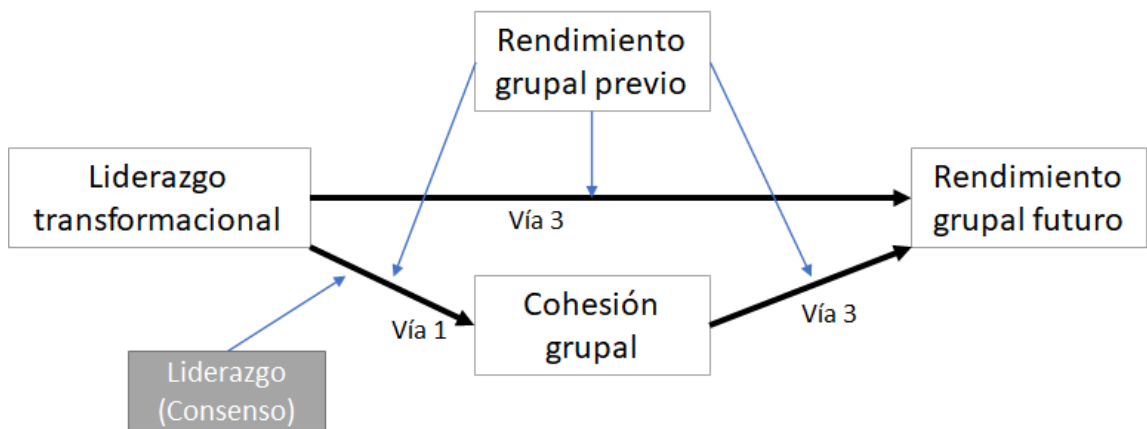 Rendimiento
grupal previo
Liderazgo
transformacional
Rendimiento
grupal futuro
Vía 3
Cohesión
grupal
Vía 1
Vía 3
Liderazgo
(Consenso)